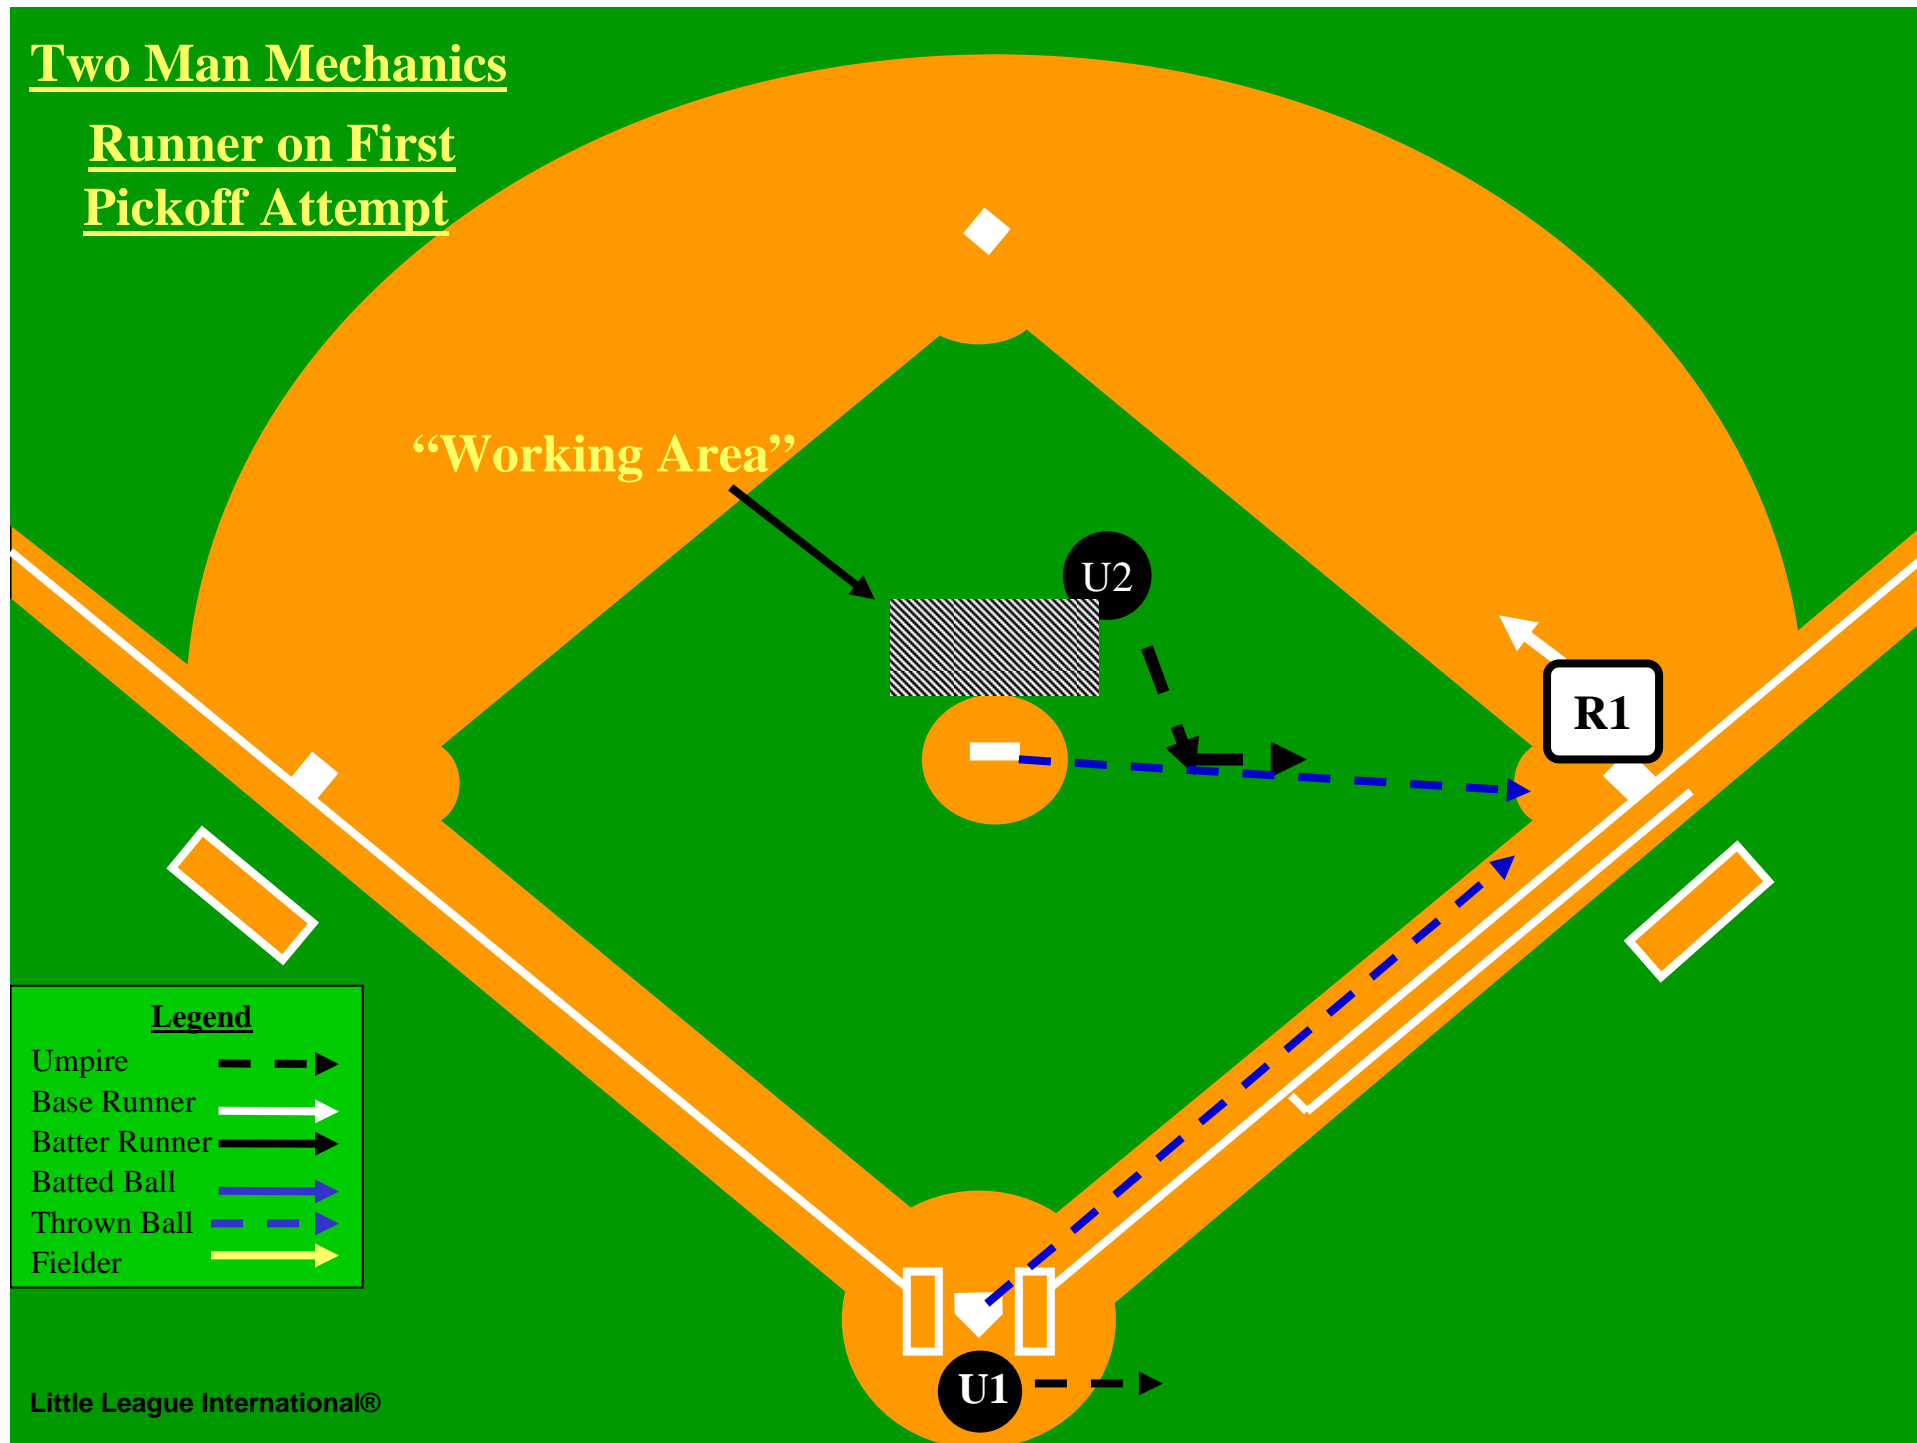 Two Man Mechanics
Runner on First
Pickoff Attempt
“Working Area”
U2
R1
Legend
Umpire
Base Runner
Batter Runner
Batted Ball
Thrown Ball
Fielder
U1
Little League International®